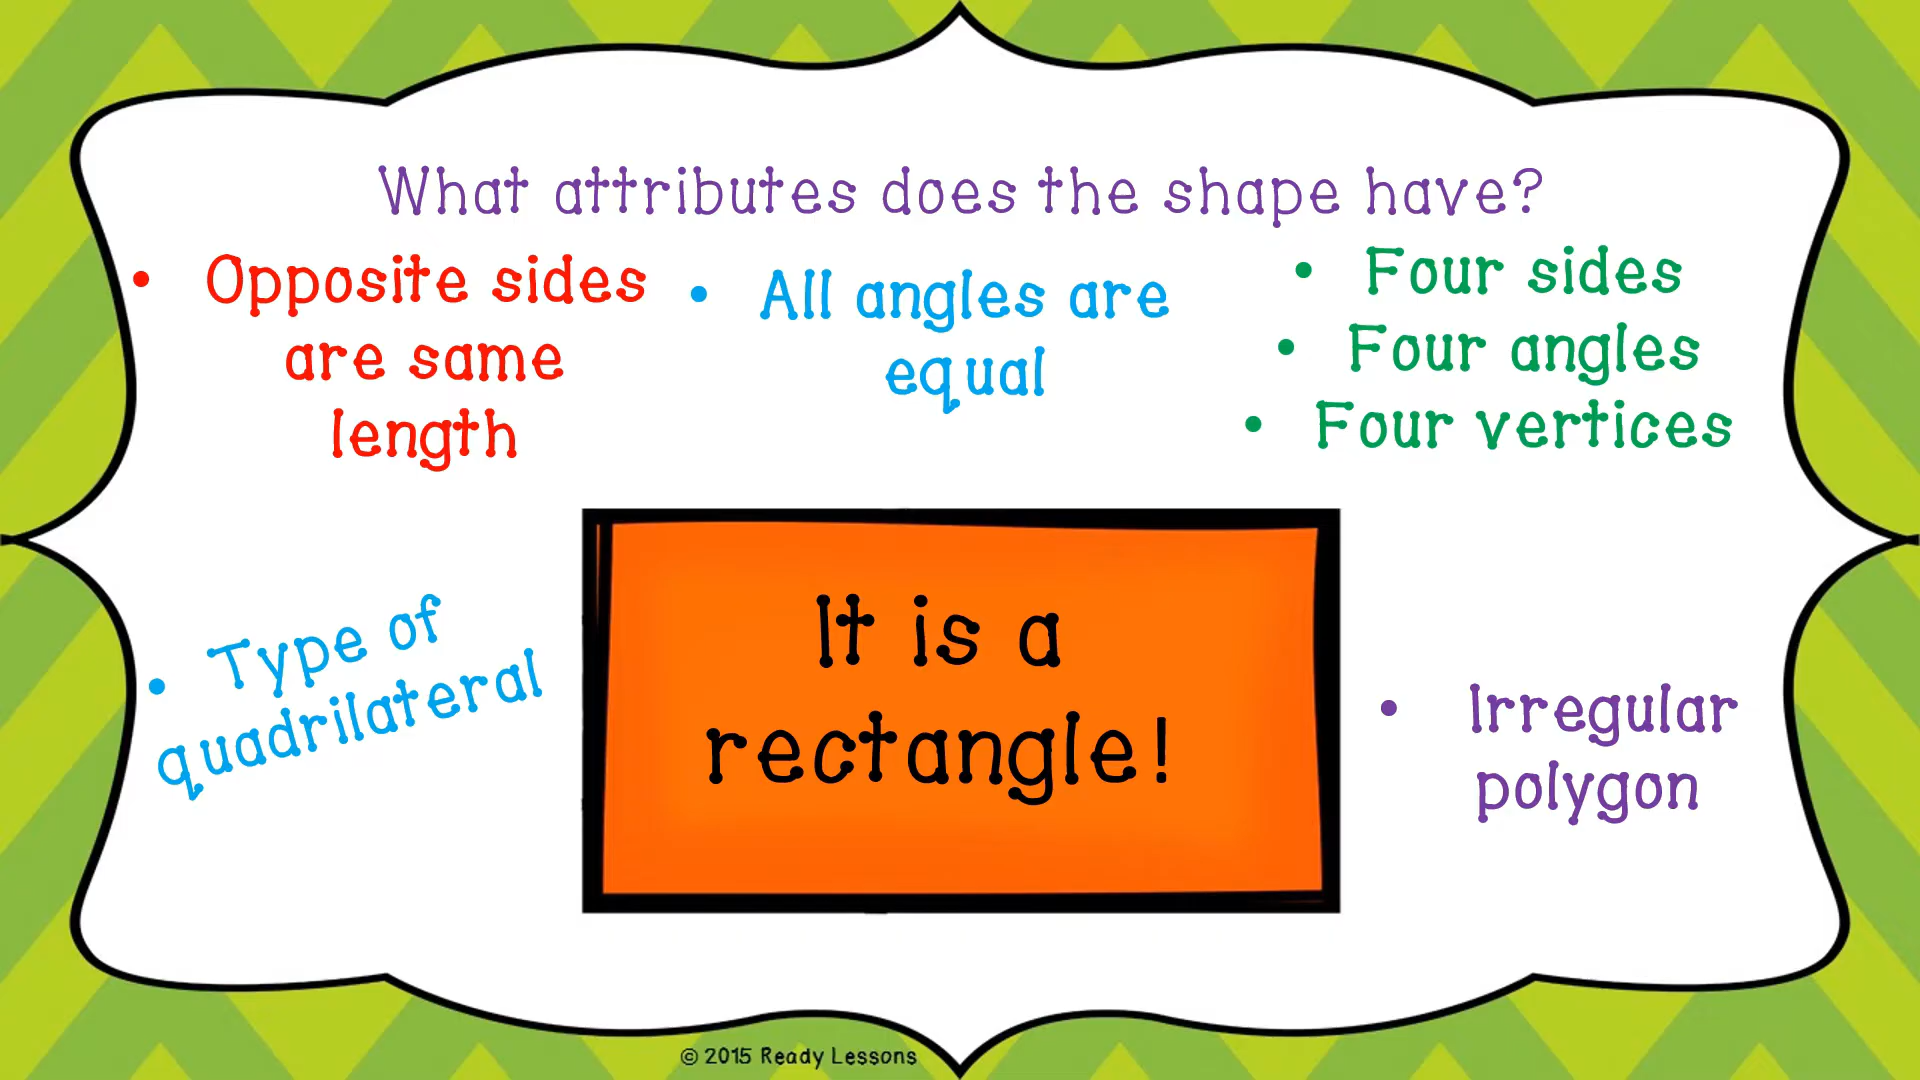 What attributes does the shape have?
• Opposite sides
are same
length
• All angles are
equal
• Four sides
• Four angles
• Four vertices
• Type of
quadrilateral
It is a
rectangle!
• Irregular
polygon
© 2015 Ready Lessons